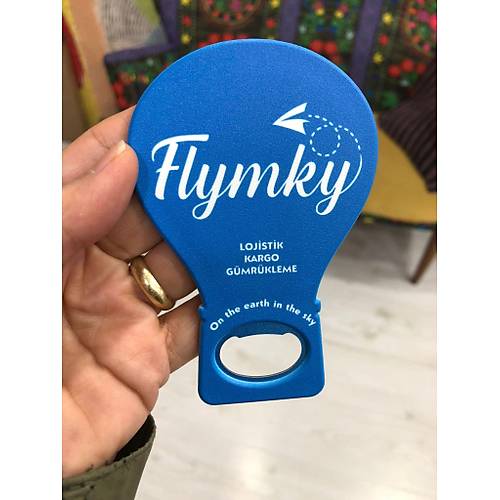 Flymky
LOJİSTİK
KARGO
GÜMRÜKLEME
On the earth in the sky